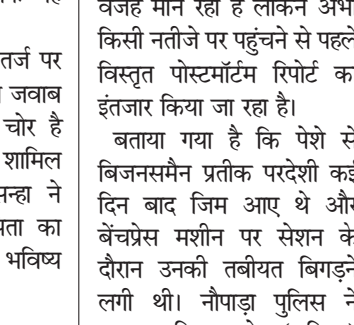 तर्ज पर
जवाब
चोर है
शामिल
ने
का
भविष्य
वजह मान रही है लेकिन अभी
किसी नतीजे पर पहुंचने से पहले
विस्तृत पोस्टमॉर्टम रिपोर्ट का
इंतजार किया जा रहा है।
बताया गया है कि पेशे से
बिजनसमैन प्रतीक परदेशी कई
दिन बाद जिम आए थे और
बेंचप्रेस मशीन पर सेशन के
दौरान उनकी तबीयत बिगड़ने
लगी थी। नौपाड़ा पुलिस ने